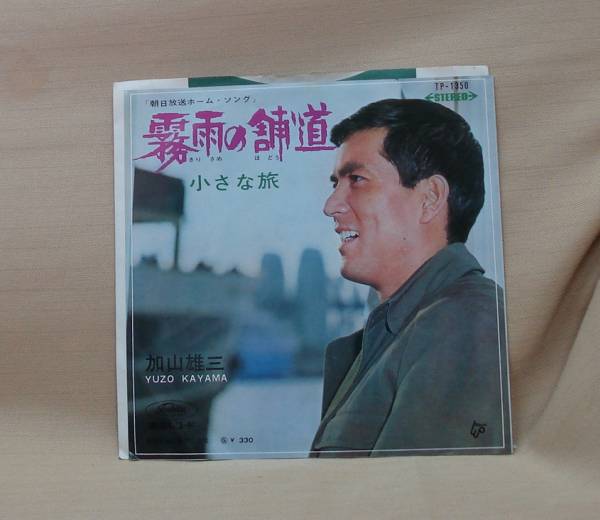 TP-1350
STEREO
「朝日放送ホーム・ソング」
霧雨の舗道
きり さめ ほ どう
小さな旅
加山雄三
YUZO KAYAMA
¥ 330